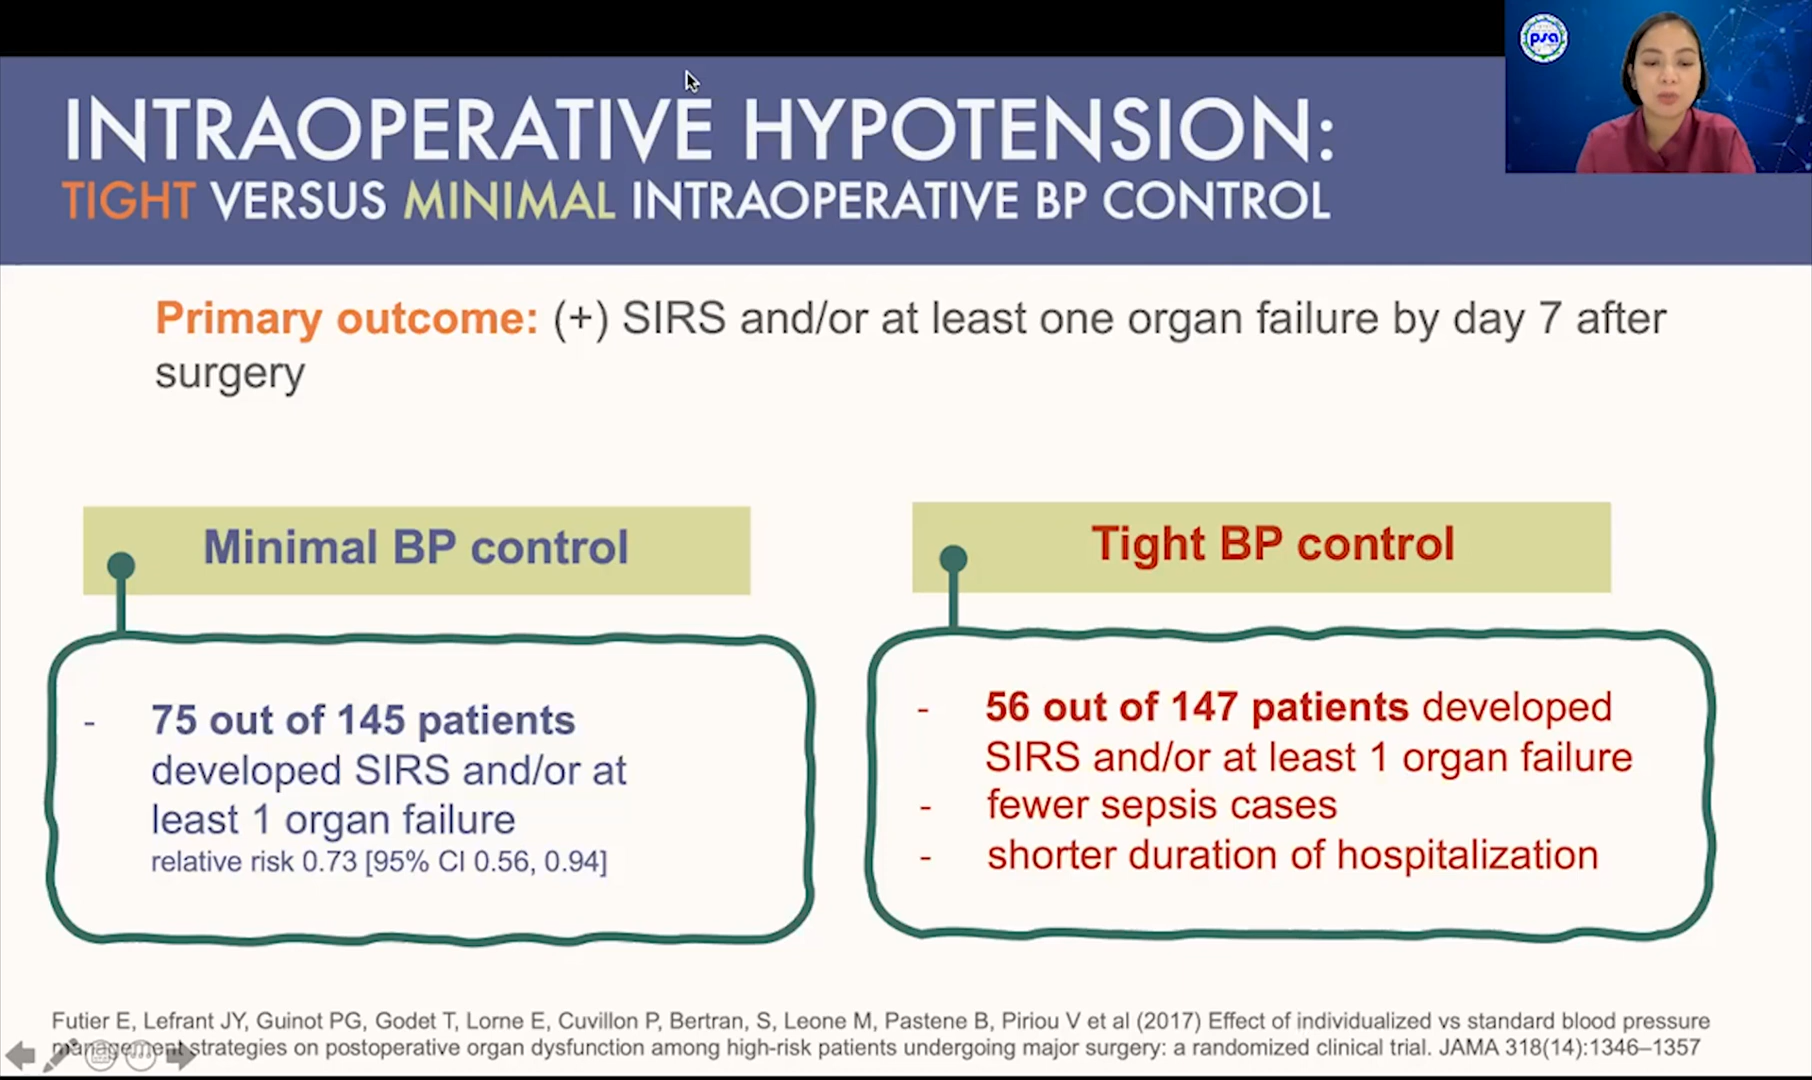 psa
INTRAOPERATIVE HYPOTENSION:
TIGHT VERSUS MINIMAL INTRAOPERATIVE BP CONTROL
Primary outcome: (+) SIRS and/or at least one organ failure by day 7 after
surgery
Minimal BP control
- 75 out of 145 patients
developed SIRS and/or at
least 1 organ failure
relative risk 0.73 [95% CI 0.56, 0.94]
Tight BP control
- 56 out of 147 patients developed
SIRS and/or at least 1 organ failure
- fewer sepsis cases
- shorter duration of hospitalization
Futier E, Lefrant JY, Guinot PG, Godet T, Lorne E, Cuvillon P, Bertran, S, Leone M, Pastene B, Piriou V et al (2017) Effect of individualized vs standard blood pressure
management strategies on postoperative organ dysfunction among high-risk patients undergoing major surgery: a randomized clinical trial. JAMA 318(14):1346–1357